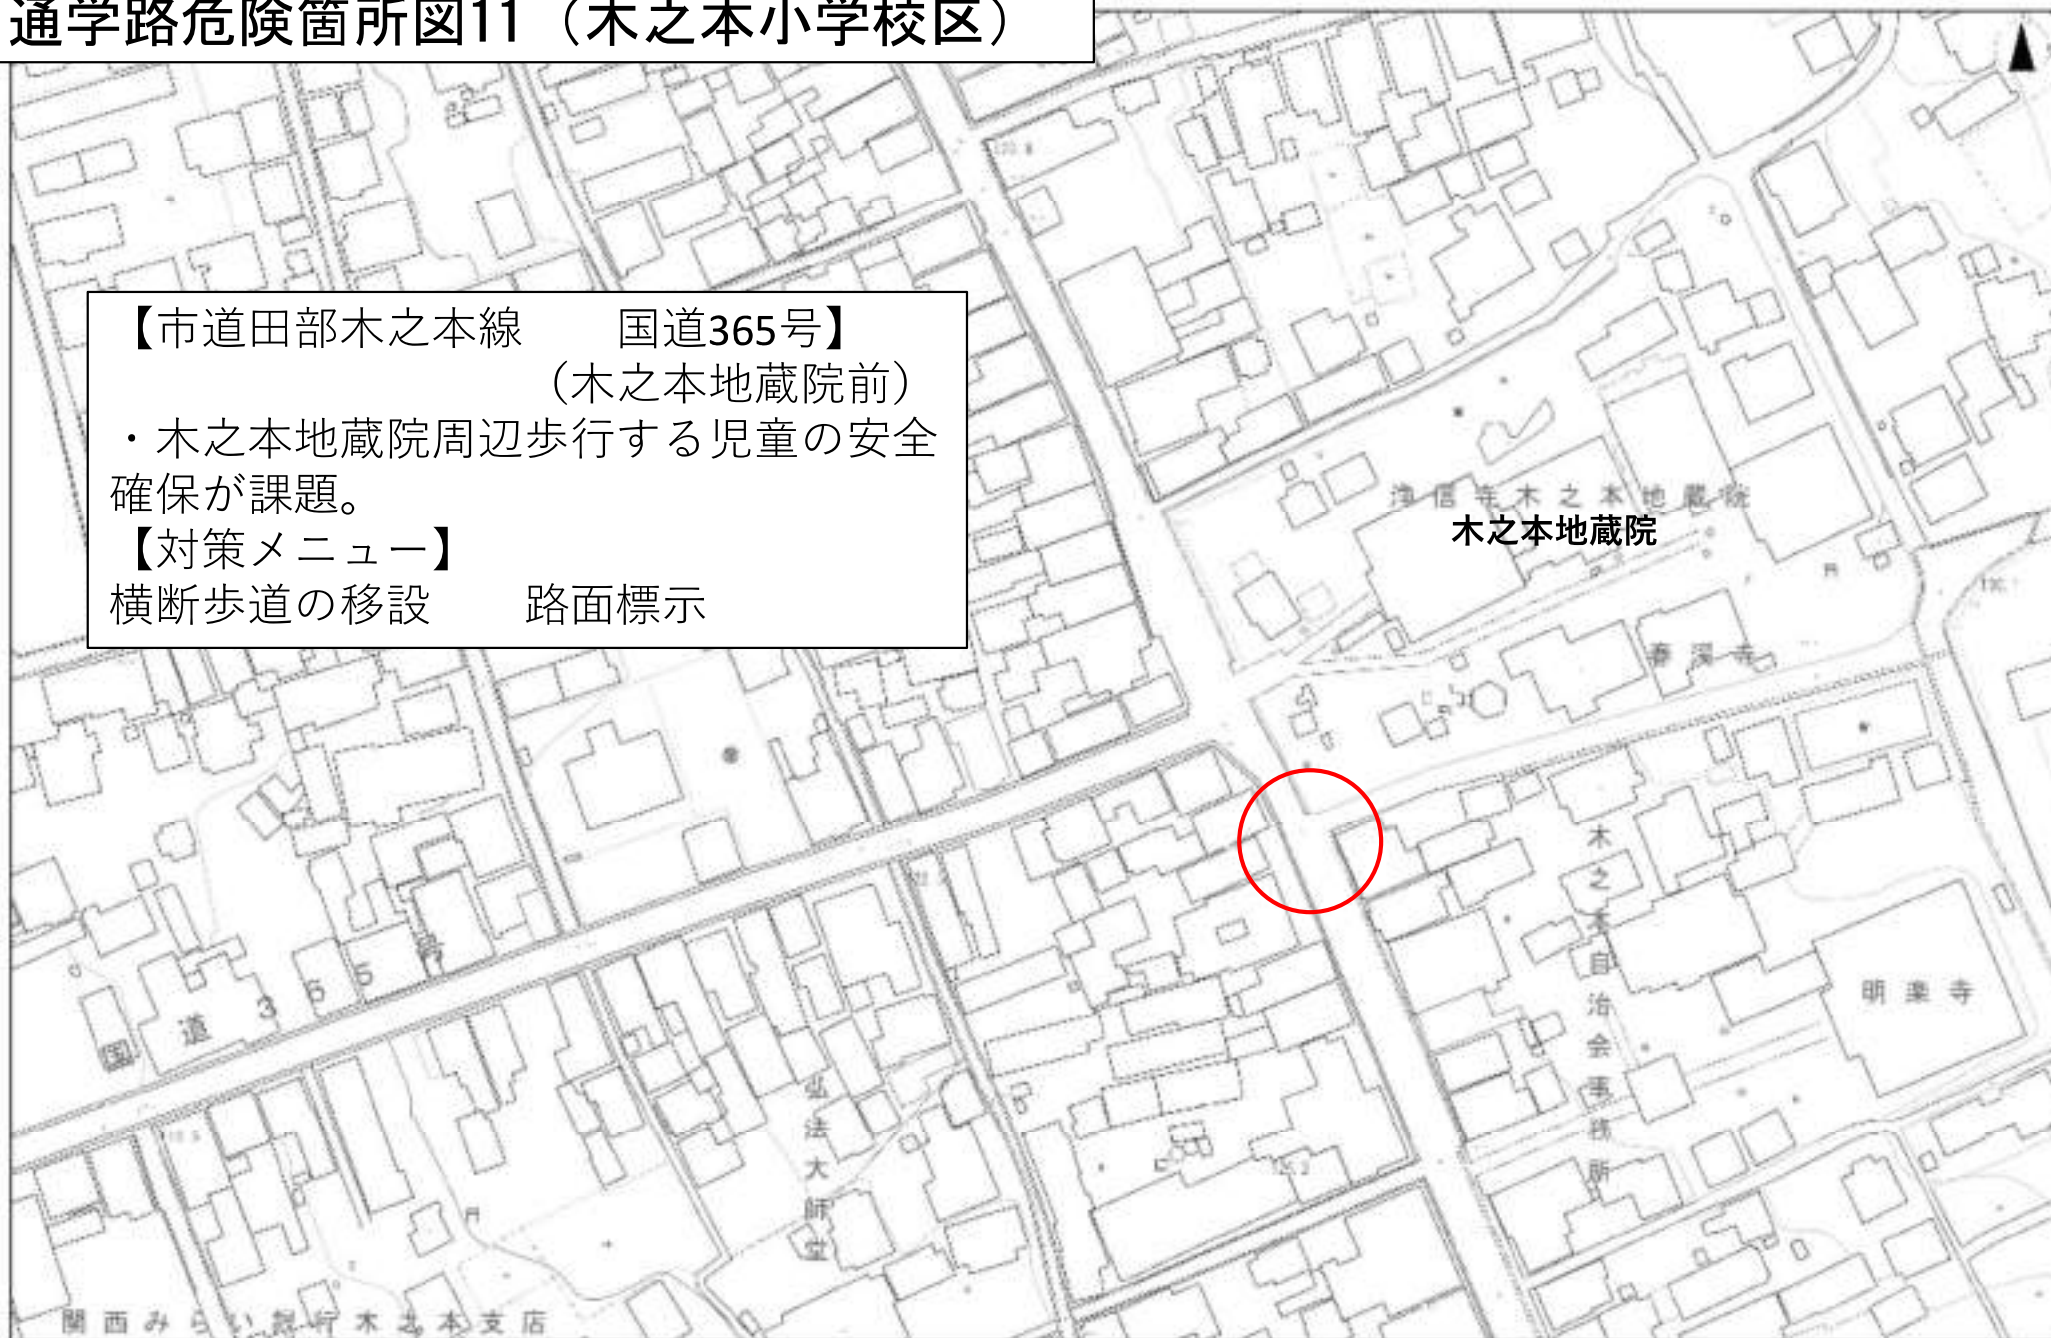 通学路危険箇所図11（木之本小学校区）
【市道田部木之本線　　国道365号】
（木之本地蔵院前）
・木之本地蔵院周辺歩行する児童の安全
確保が課題。
【対策メニュー】
横断歩道の移設　　路面標示
浄信寺木之本地蔵院
木之本地蔵院
木之本自治会事務所
明楽寺
国道365号
弘法大師堂
関西みらい銀行木之本支店